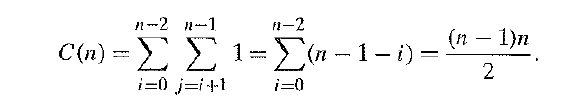 C(n) = \sum_{i=0}^{n-2} \sum_{j=i+1}^{n-1} 1 = \sum_{i=0}^{n-2} (n - 1 - i) = \frac{(n - 1)n}{2}.